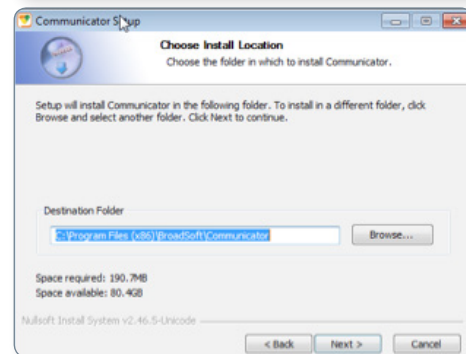 Communicator Setup
Choose Install Location
Choose the folder in which to install Communicator.
Setup will install Communicator in the following folder. To install in a different folder, click
Browse and select another folder. Click Next to continue.
Destination Folder
C:\Program Files (x86)\BroadSoft\Communicator
Browse...
Space required: 190.7MB
Space available: 80.4GB
Nullsoft Install System v2.46.5-Unicode
< Back Next > Cancel